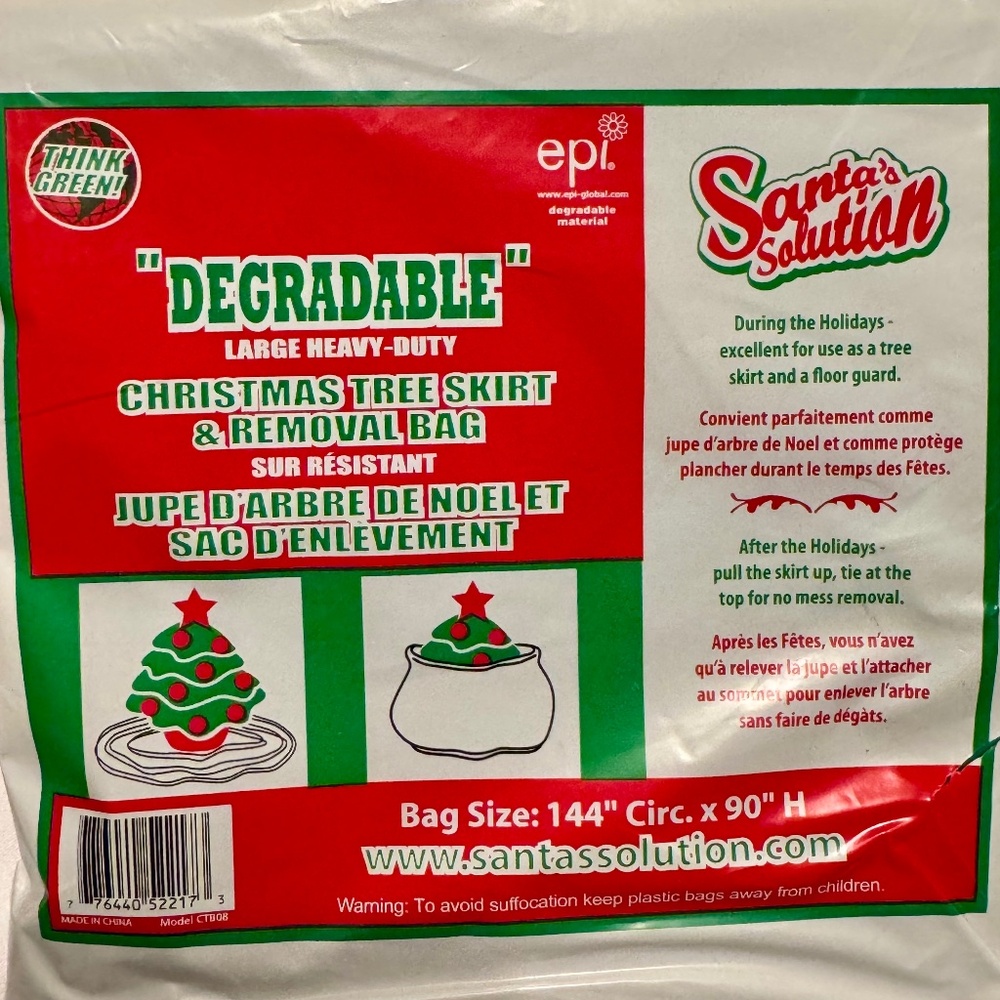 THINK
GREEN!
epi®
www.epi-global.com
degradable
material
"DEGRADABLE"
LARGE HEAVY-DUTY
CHRISTMAS TREE SKIRT
& REMOVAL BAG
SUR RÉSISTANT
JUPE D'ARBRE DE NOEL ET
SAC D'ENLÈVEMENT
Santa's
Solution
During the Holidays -
excellent for use as a tree
skirt and a floor guard.
Convient parfaitement comme
jupe d'arbre de Noel et comme protège
plancher durant le temps des Fêtes.
After the Holidays -
pull the skirt up, tie at the
top for no mess removal.
Après les Fêtes, vous n'avez
qu'à relever la jupe et l'attacher
au sommet pour enlever l'arbre
sans faire de dégàts.
Bag Size: 144" Circ. x 90" H
www.santassolution.com
Warning: To avoid suffocation keep plastic bags away from children.
7 76440 52217 3
MADE IN CHINA Model CTB08